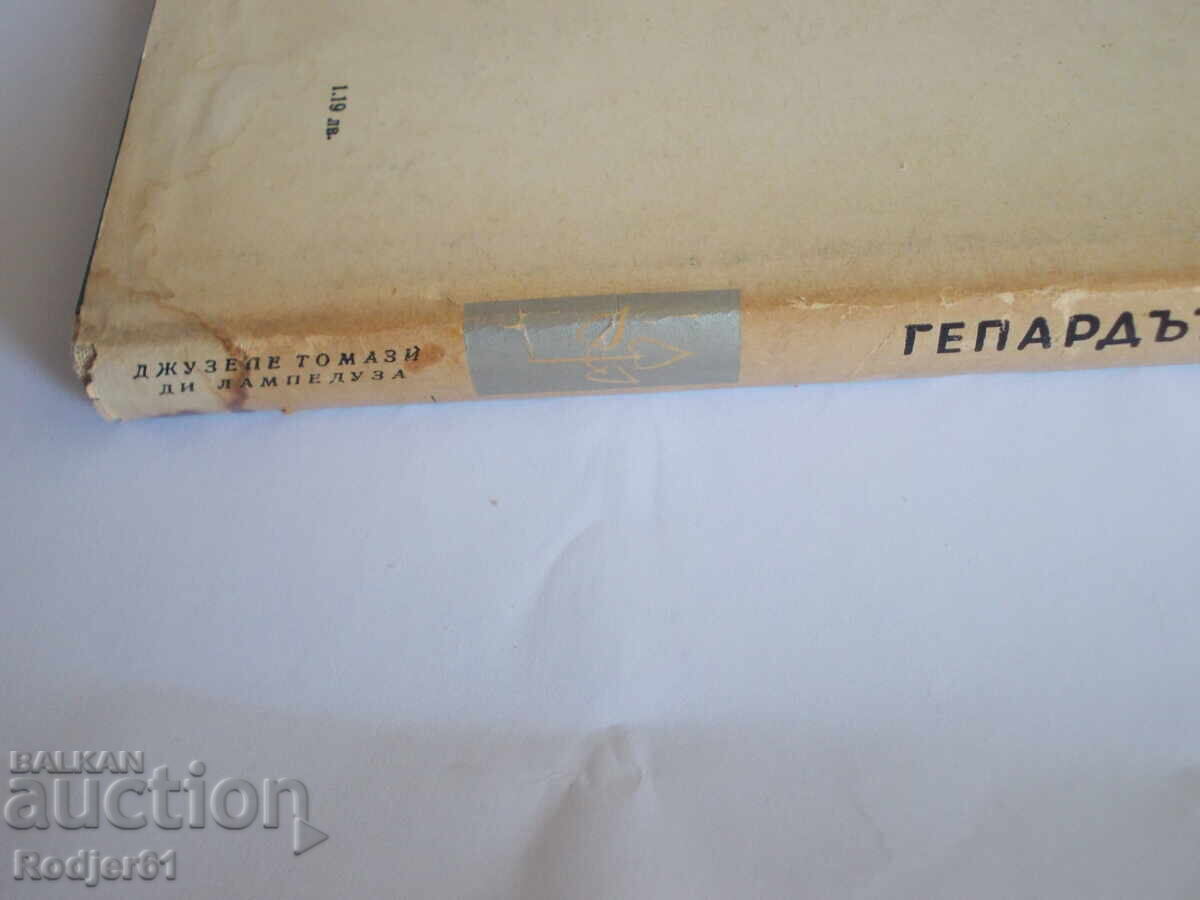 1.19 лв.
ДЖУЗЕПЕ ТОМАЗИ
ДИ ЛАМПЕДУЗА
ГЕПАРДЪТ
BALKAN
auction
Rodjer61